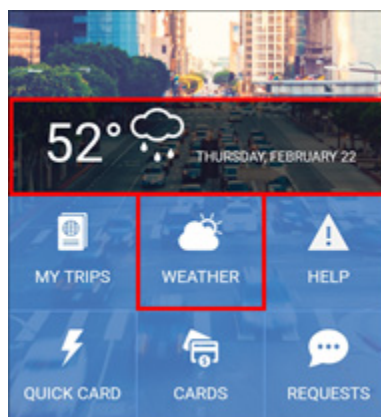 52°
THURSDAY, FEBRUARY 22
MY TRIPS WEATHER HELP
QUICK CARD CARDS REQUESTS